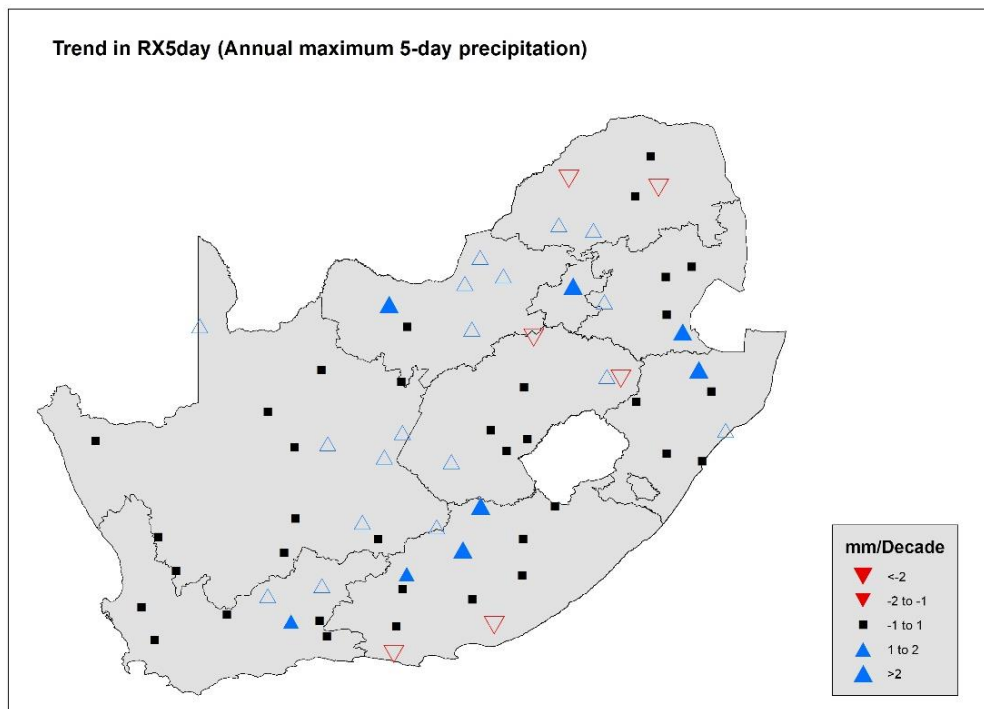 Trend in RX5day (Annual maximum 5-day precipitation)
mm/Decade
<-2
-2 to -1
-1 to 1
1 to 2
>2